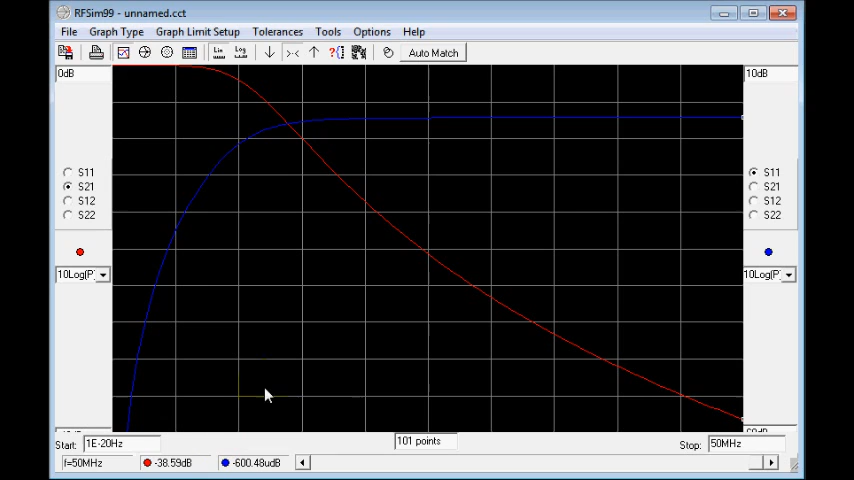 RFSim99 - unnamed.cct
File Graph Type Graph Limit Setup Tolerances Tools Options Help
Lin Log Auto Match
0dB 10dB
S11 S11
S21 S21
S12 S12
S22 S22
10Log(P) 10Log(P)
Start: 1E-20Hz 101 points Stop: 50MHz
f=50MHz -38.59dB -600.48udB